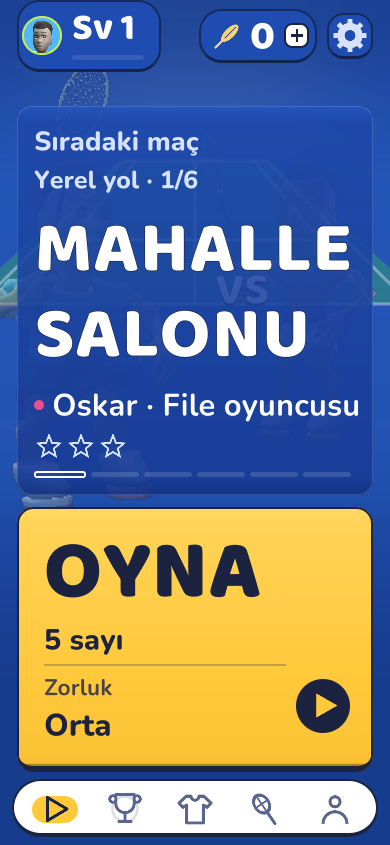 Sv 1
0
Sıradaki maç
Yerel yol · 1/6
VS
MAHALLE
SALONU
Oskar · File oyuncusu
OYNA
5 sayı
Zorluk
Orta